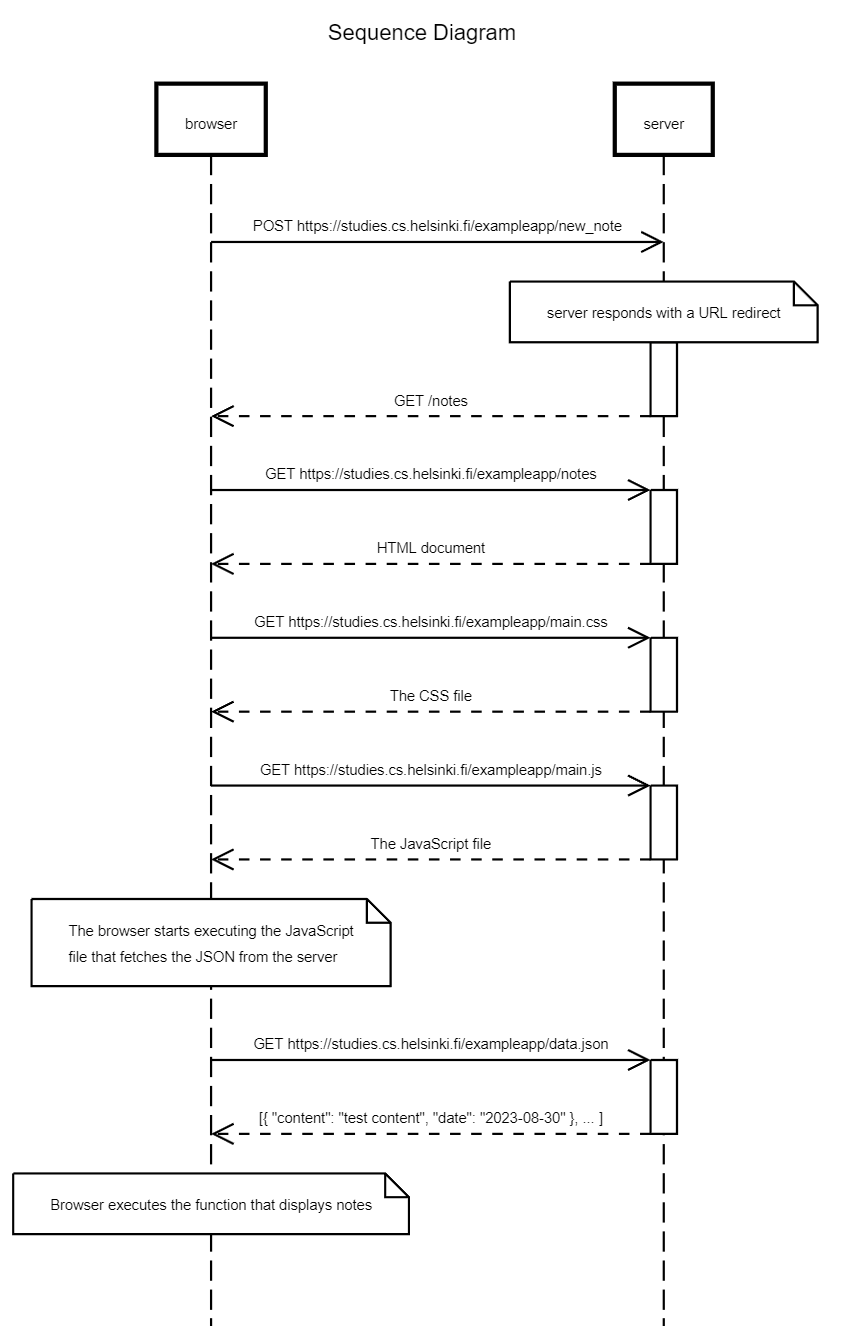 Sequence Diagram
browser
server
POST https://studies.cs.helsinki.fi/exampleapp/new_note
server responds with a URL redirect
GET /notes
GET https://studies.cs.helsinki.fi/exampleapp/notes
HTML document
GET https://studies.cs.helsinki.fi/exampleapp/main.css
The CSS file
GET https://studies.cs.helsinki.fi/exampleapp/main.js
The JavaScript file
The browser starts executing the JavaScript
file that fetches the JSON from the server
GET https://studies.cs.helsinki.fi/exampleapp/data.json
[{ "content": "test content", "date": "2023-08-30" }, ... ]
Browser executes the function that displays notes